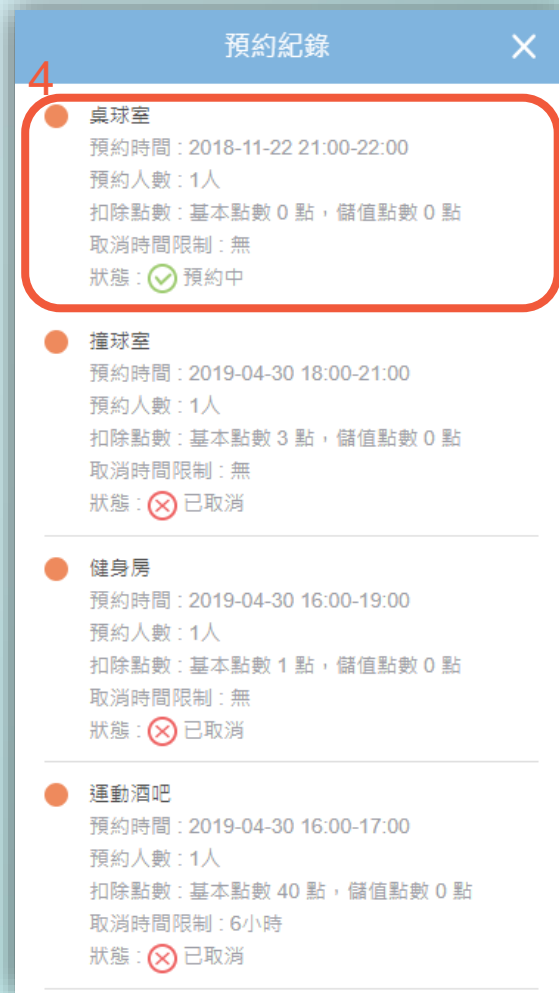 預約紀錄
4
桌球室
預約時間 : 2018-11-22 21:00-22:00
預約人數 : 1人
扣除點數 : 基本點數 0 點，儲值點數 0 點
取消時間限制 : 無
狀態 : 預約中
撞球室
預約時間 : 2019-04-30 18:00-21:00
預約人數 : 1人
扣除點數 : 基本點數 3 點，儲值點數 0 點
取消時間限制 : 無
狀態 : 已取消
健身房
預約時間 : 2019-04-30 16:00-19:00
預約人數 : 1人
扣除點數 : 基本點數 1 點，儲值點數 0 點
取消時間限制 : 無
狀態 : 已取消
運動酒吧
預約時間 : 2019-04-30 16:00-17:00
預約人數 : 1人
扣除點數 : 基本點數 40 點，儲值點數 0 點
取消時間限制 : 6小時
狀態 : 已取消